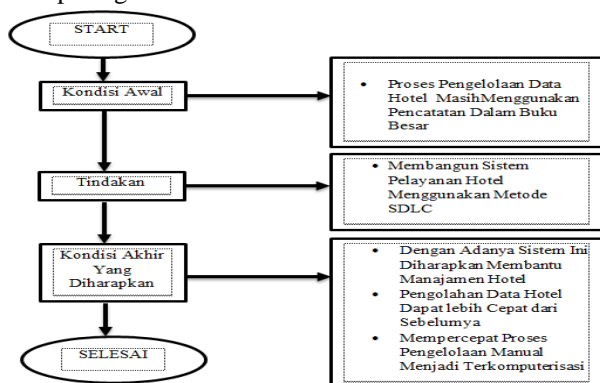 START
Kondisi Awal
• Proses Pengelolaan Data
Hotel MasihMenggunakan
Pencatatan Dalam Buku
Besar
Tindakan
• Membangun Sistem
Pelayanan Hotel
Menggunakan Metode
SDLC
Kondisi Akhir
Yang
Diharapkan
• Dengan Adanya Sistem Ini
Diharapkan Membantu
Manajemen Hotel
• Pengolahan Data Hotel
Dapat lebih Cepat dari
Sebelumya
• Mempercepat Proses
Pengelolaan Manual
Menjadi Terkomputerisasi
SELESAI